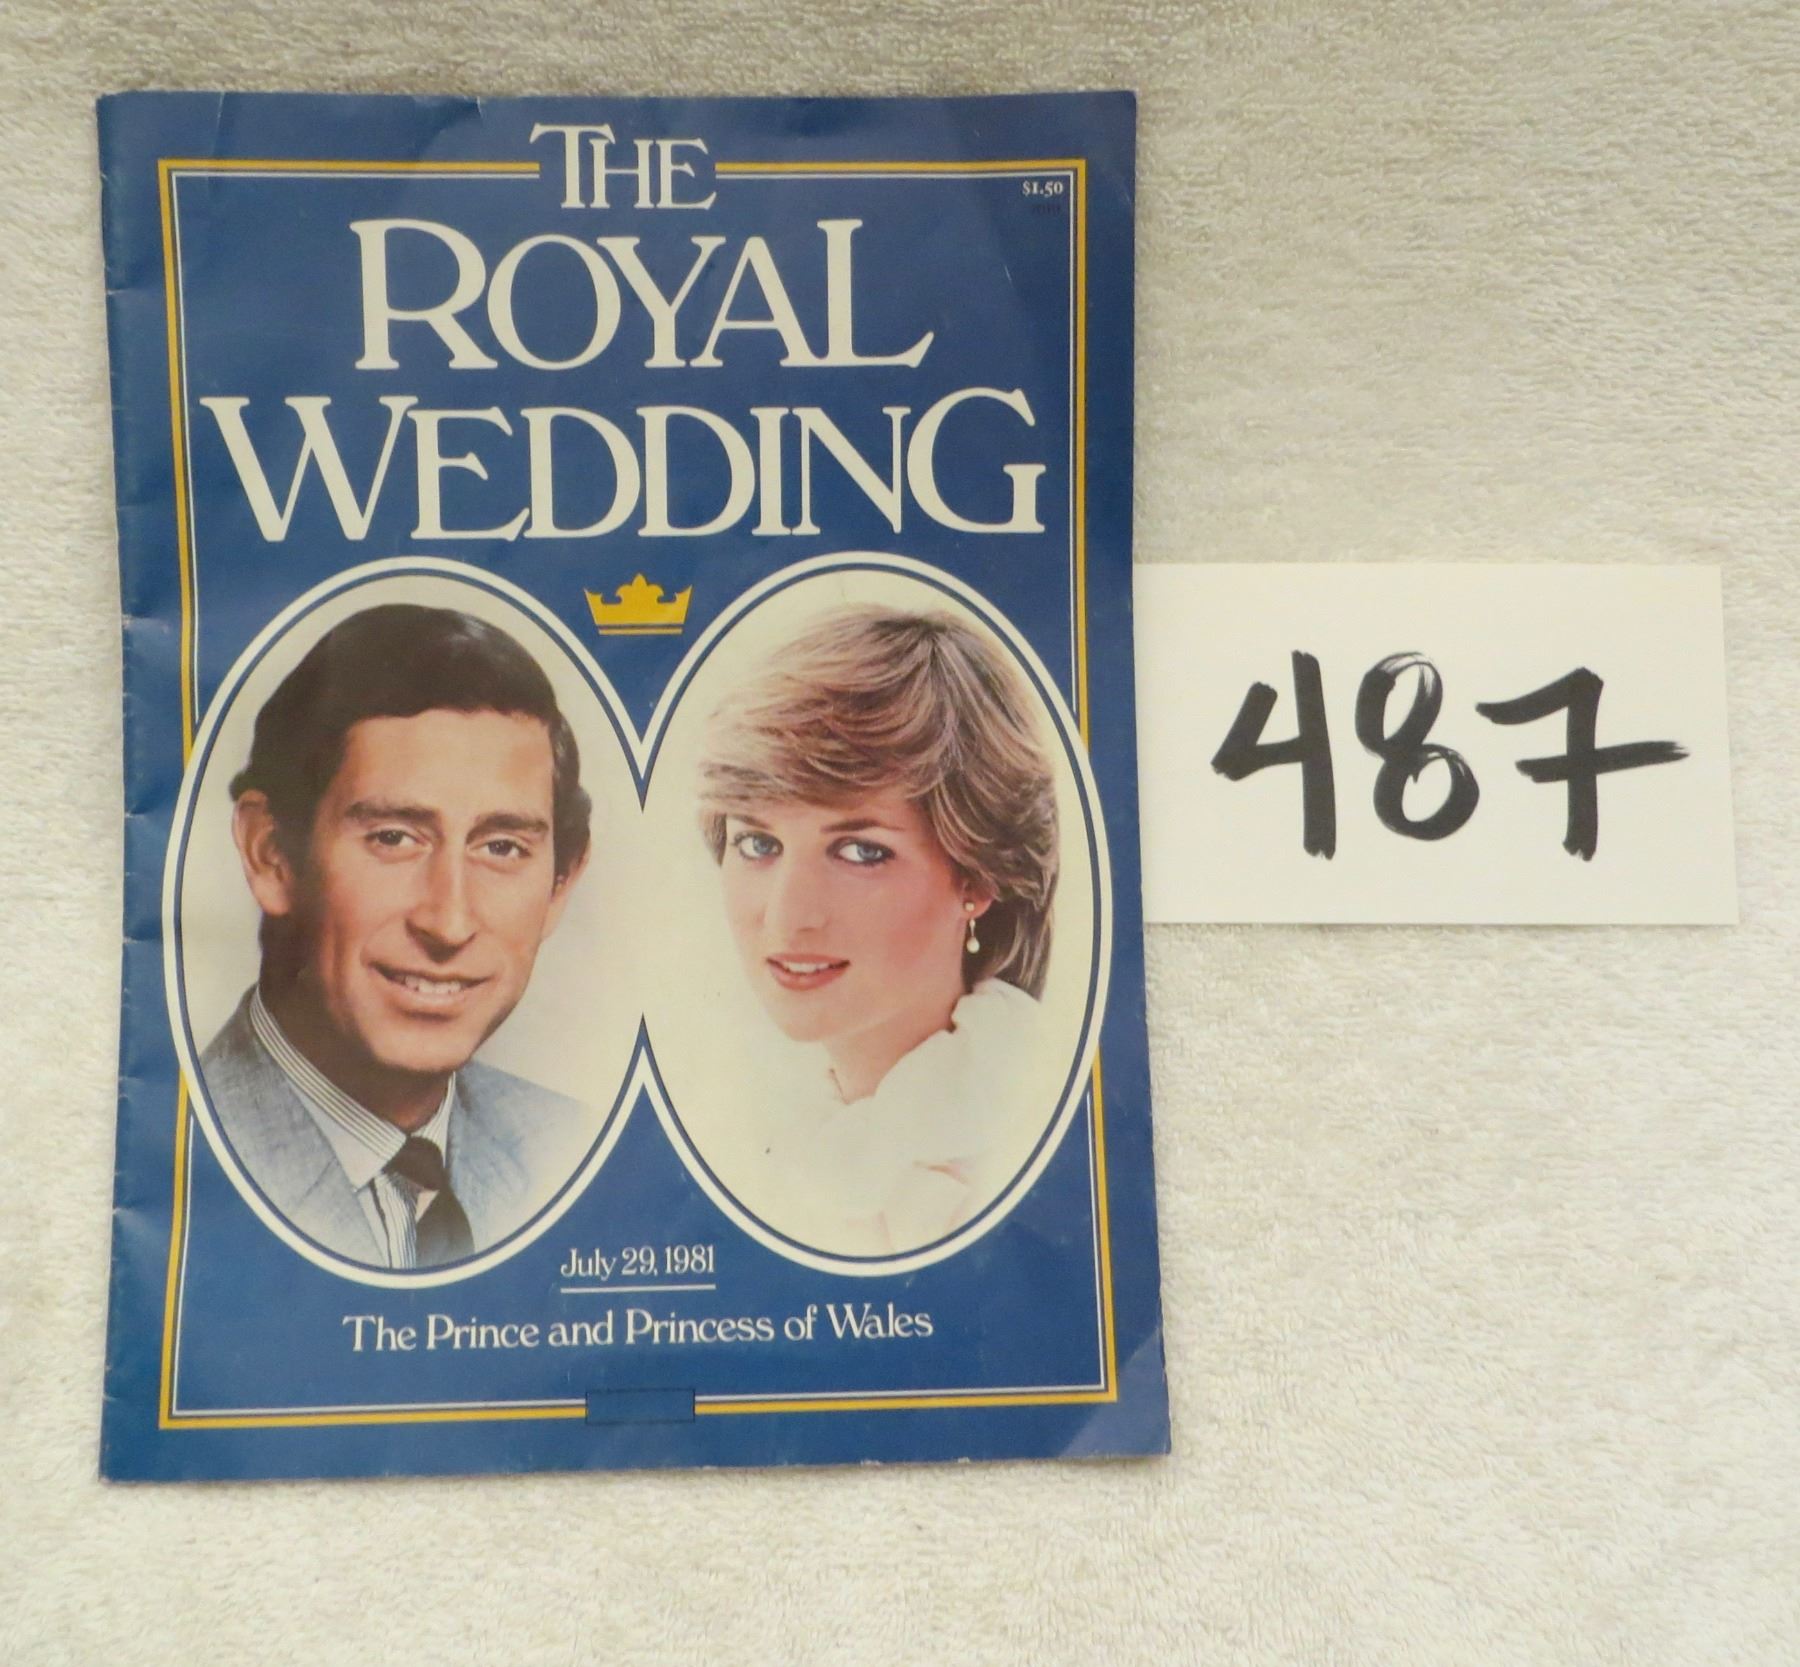 THE
$1.50
ROYAL
WEDDING
487
July 29, 1981
The Prince and Princess of Wales